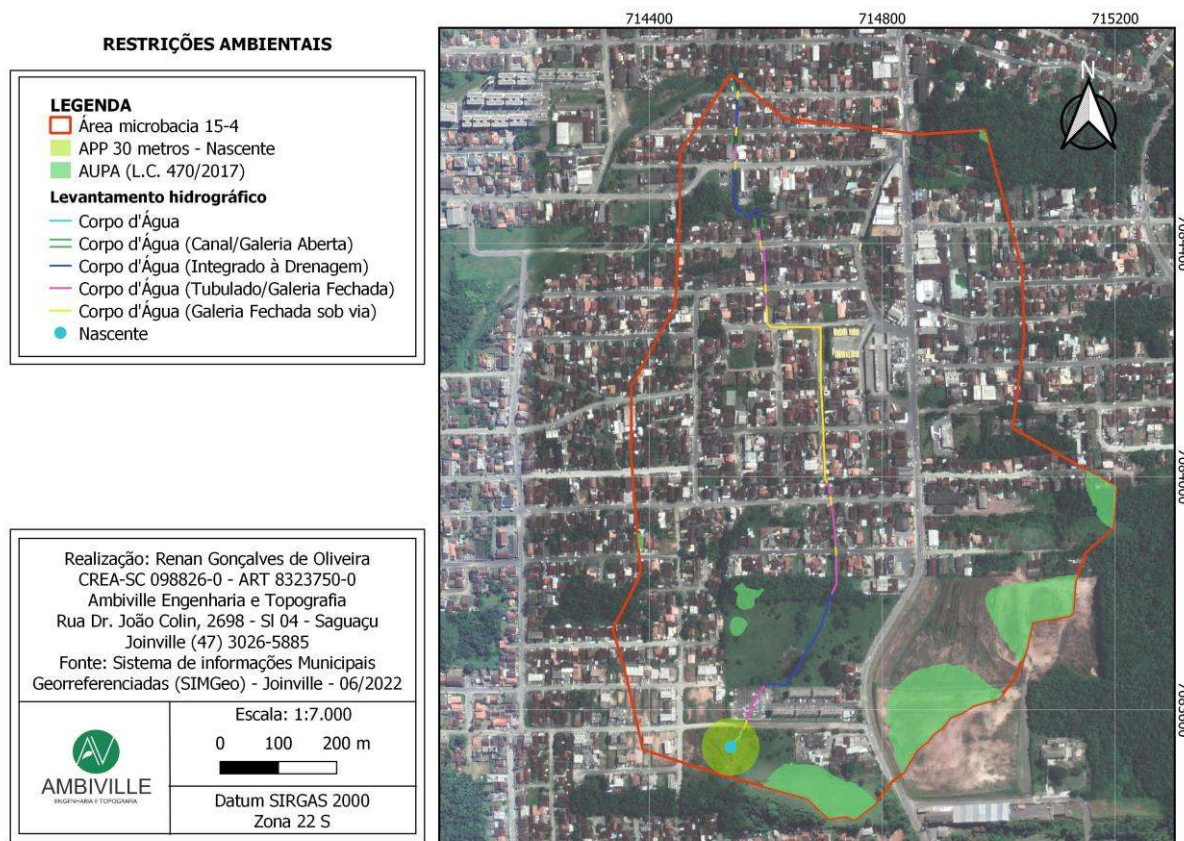 RESTRIÇÕES AMBIENTAIS
LEGENDA
Área microbacia 15-4
APP 30 metros - Nascente
AUPA (L.C. 470/2017)
Levantamento hidrográfico
Corpo d'Água
Corpo d'Água (Canal/Galeria Aberta)
Corpo d'Água (Integrado à Drenagem)
Corpo d'Água (Tubulado/Galeria Fechada)
Corpo d'Água (Galeria Fechada sob via)
Nascente
Realização: Renan Gonçalves de Oliveira
CREA-SC 098826-0 - ART 8323750-0
Ambiville Engenharia e Topografia
Rua Dr. João Colin, 2698 - Sl 04 - Saguaçu
Joinville (47) 3026-5885
Fonte: Sistema de informações Municipais
Georreferenciadas (SIMGeo) - Joinville - 06/2022
AMBIVILLE
ENGENHARIA E TOPOGRAFIA
Escala: 1:7.000
0 100 200 m
Datum SIRGAS 2000
Zona 22 S
714400 714800 715200
N
7084400
7084000
7083600